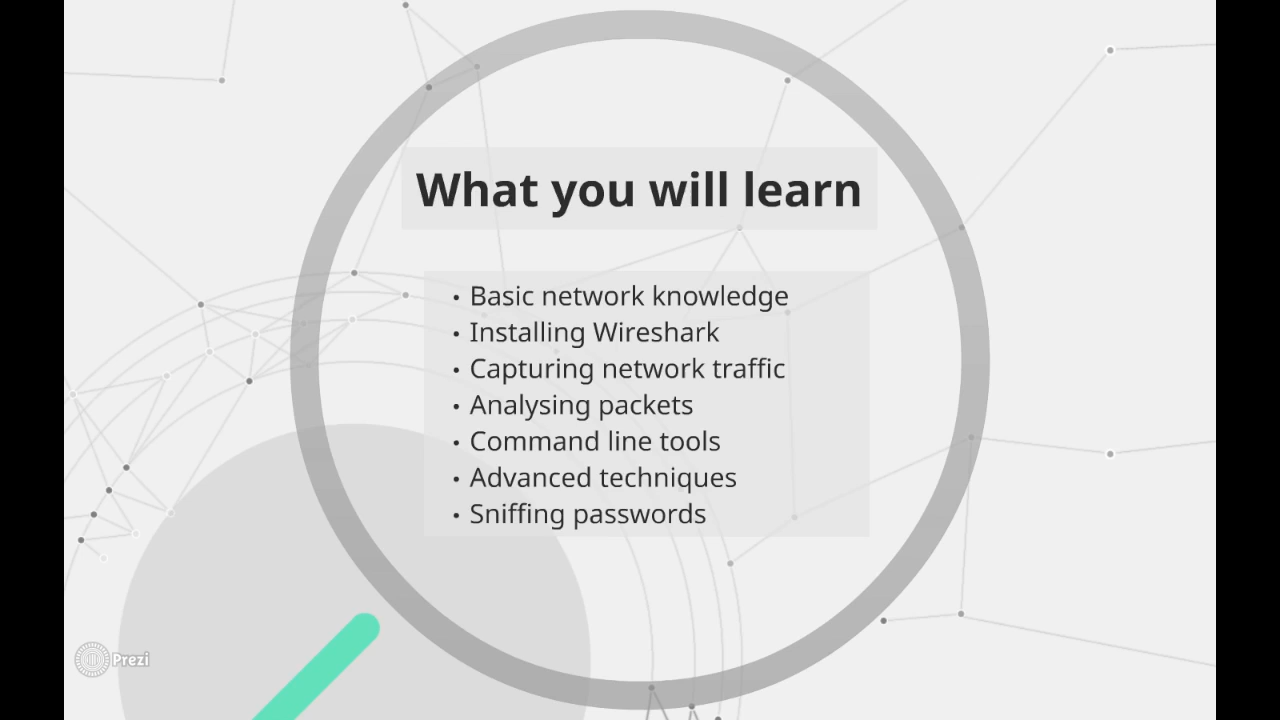 What you will learn
• Basic network knowledge
• Installing Wireshark
• Capturing network traffic
• Analysing packets
• Command line tools
• Advanced techniques
• Sniffing passwords
Prezi